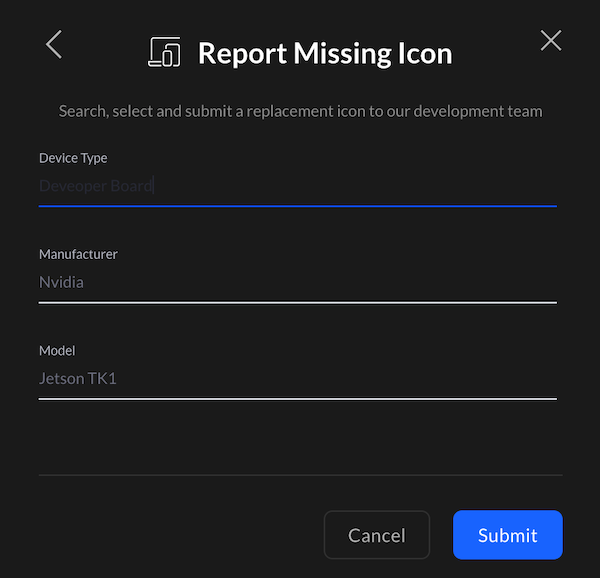 Report Missing Icon
Search, select and submit a replacement icon to our development team
Device Type
Deveoper Board
Manufacturer
Nvidia
Model
Jetson TK1
Cancel
Submit